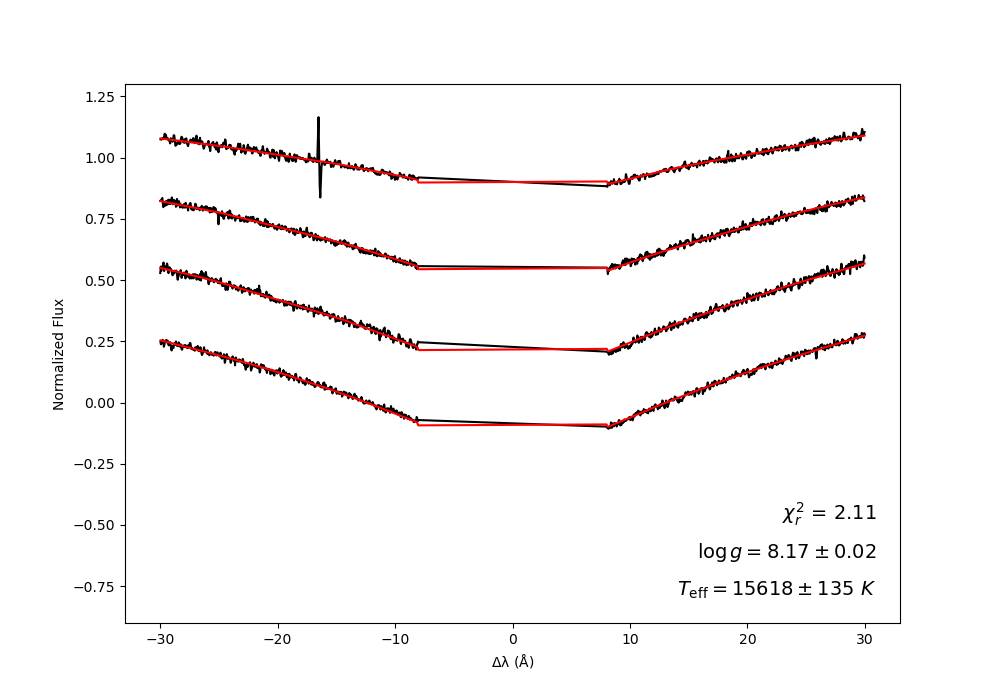 1.25
1.00
0.75
0.50
0.25
0.00
−0.25
−0.50
−0.75
Normalized Flux
χ²ᵣ = 2.11
log g = 8.17 ± 0.02
T_eff = 15618 ± 135 K
−30 −20 −10 0 10 20 30
Δλ (Å)